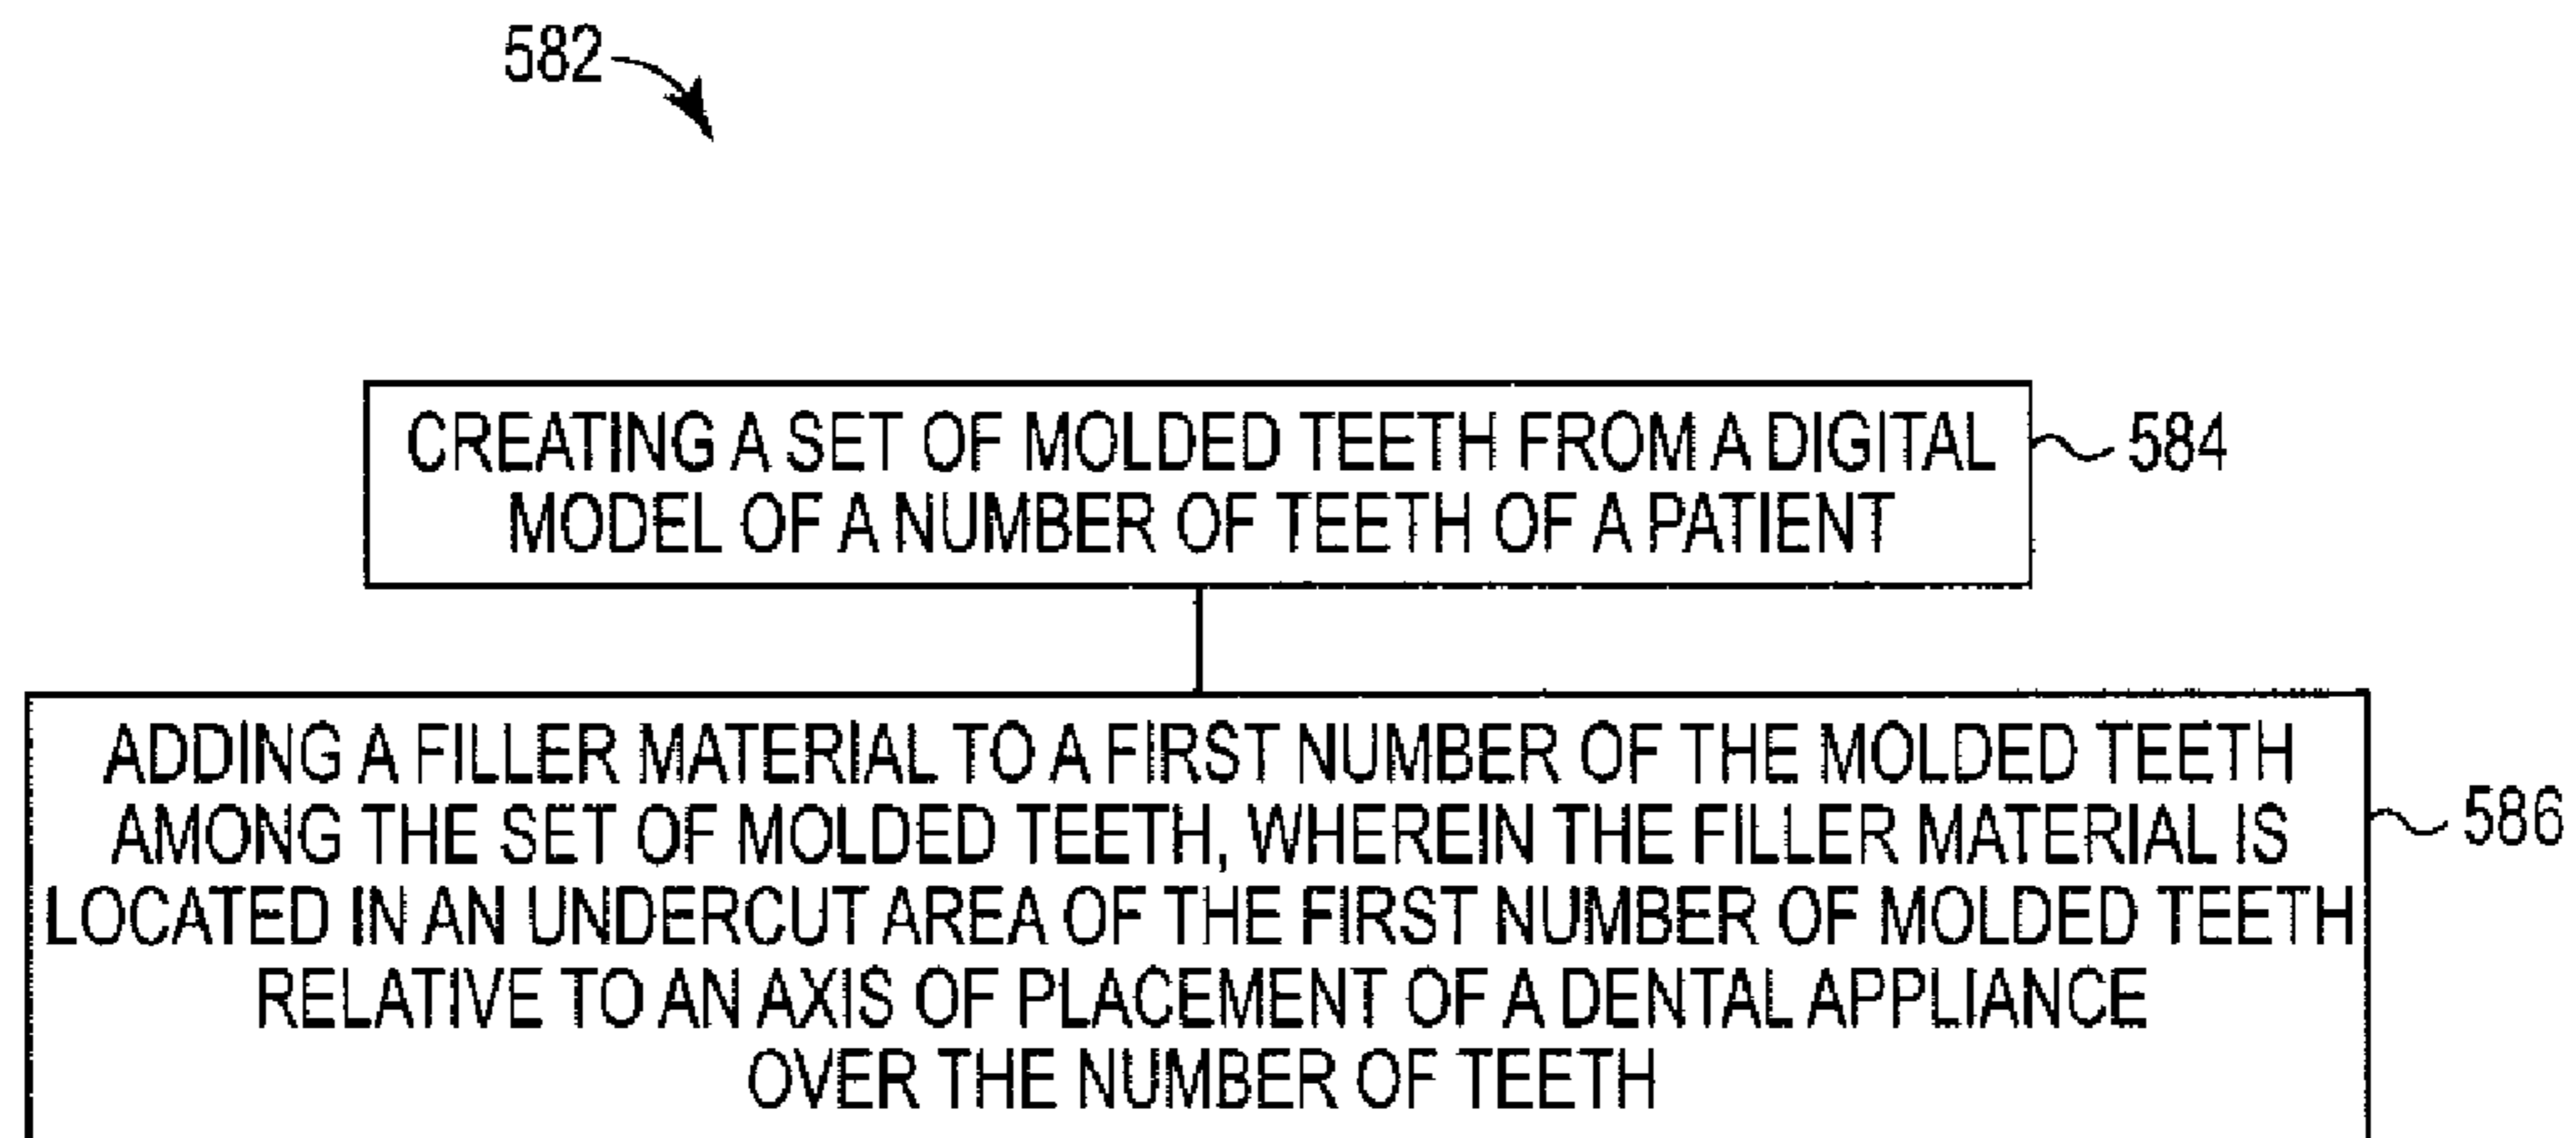 582
CREATING A SET OF MOLDED TEETH FROM A DIGITAL
MODEL OF A NUMBER OF TEETH OF A PATIENT
584
ADDING A FILLER MATERIAL TO A FIRST NUMBER OF THE MOLDED TEETH
AMONG THE SET OF MOLDED TEETH, WHEREIN THE FILLER MATERIAL IS
LOCATED IN AN UNDERCUT AREA OF THE FIRST NUMBER OF MOLDED TEETH
RELATIVE TO AN AXIS OF PLACEMENT OF A DENTAL APPLIANCE
OVER THE NUMBER OF TEETH
586